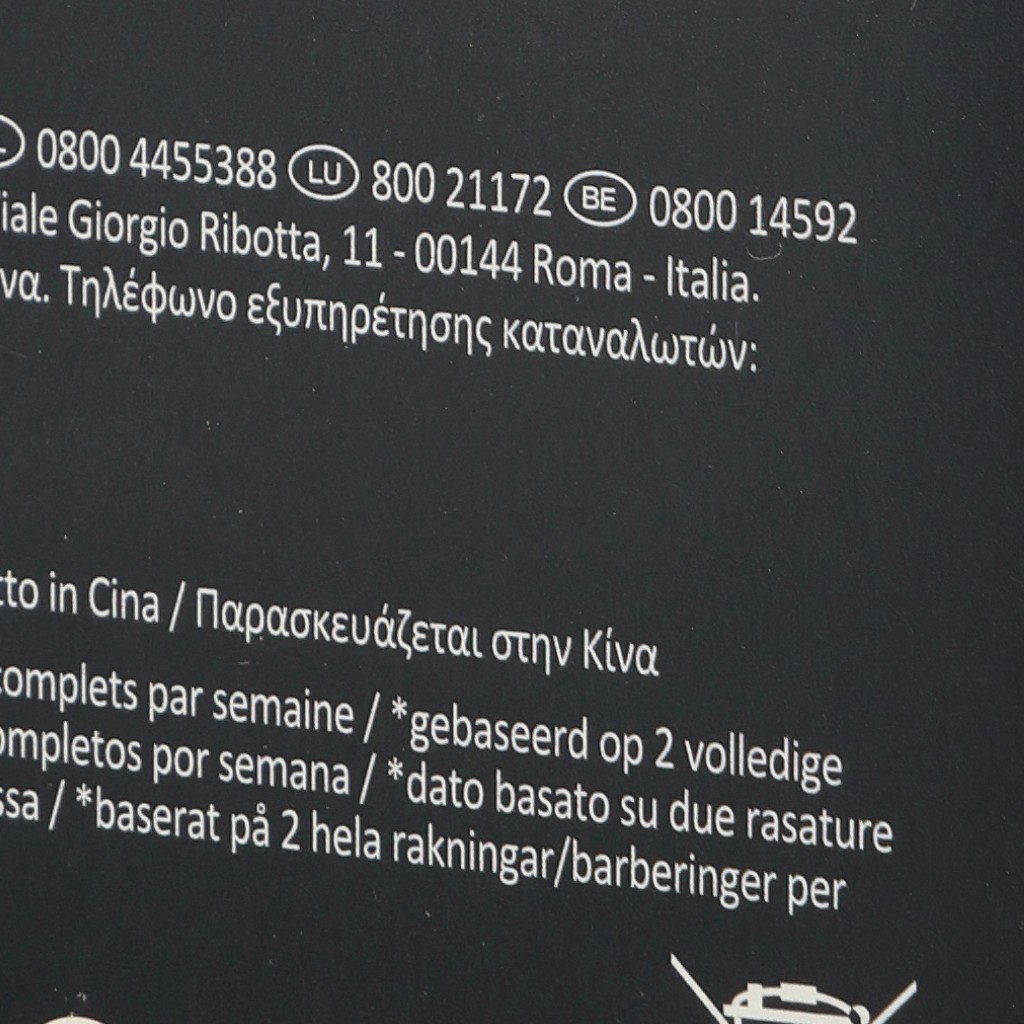 0800 4455388 LU 800 21172 BE 0800 14592
iale Giorgio Ribotta, 11 - 00144 Roma - Italia.
να. Τηλέφωνο εξυπηρέτησης καταναλωτών:
to in Cina / Παρασκευάζεται στην Κίνα
complets par semaine / *gebaseerd op 2 volledige
ompletos por semana / *dato basato su due rasature
ssa / *baserat på 2 hela rakningar/barberinger per